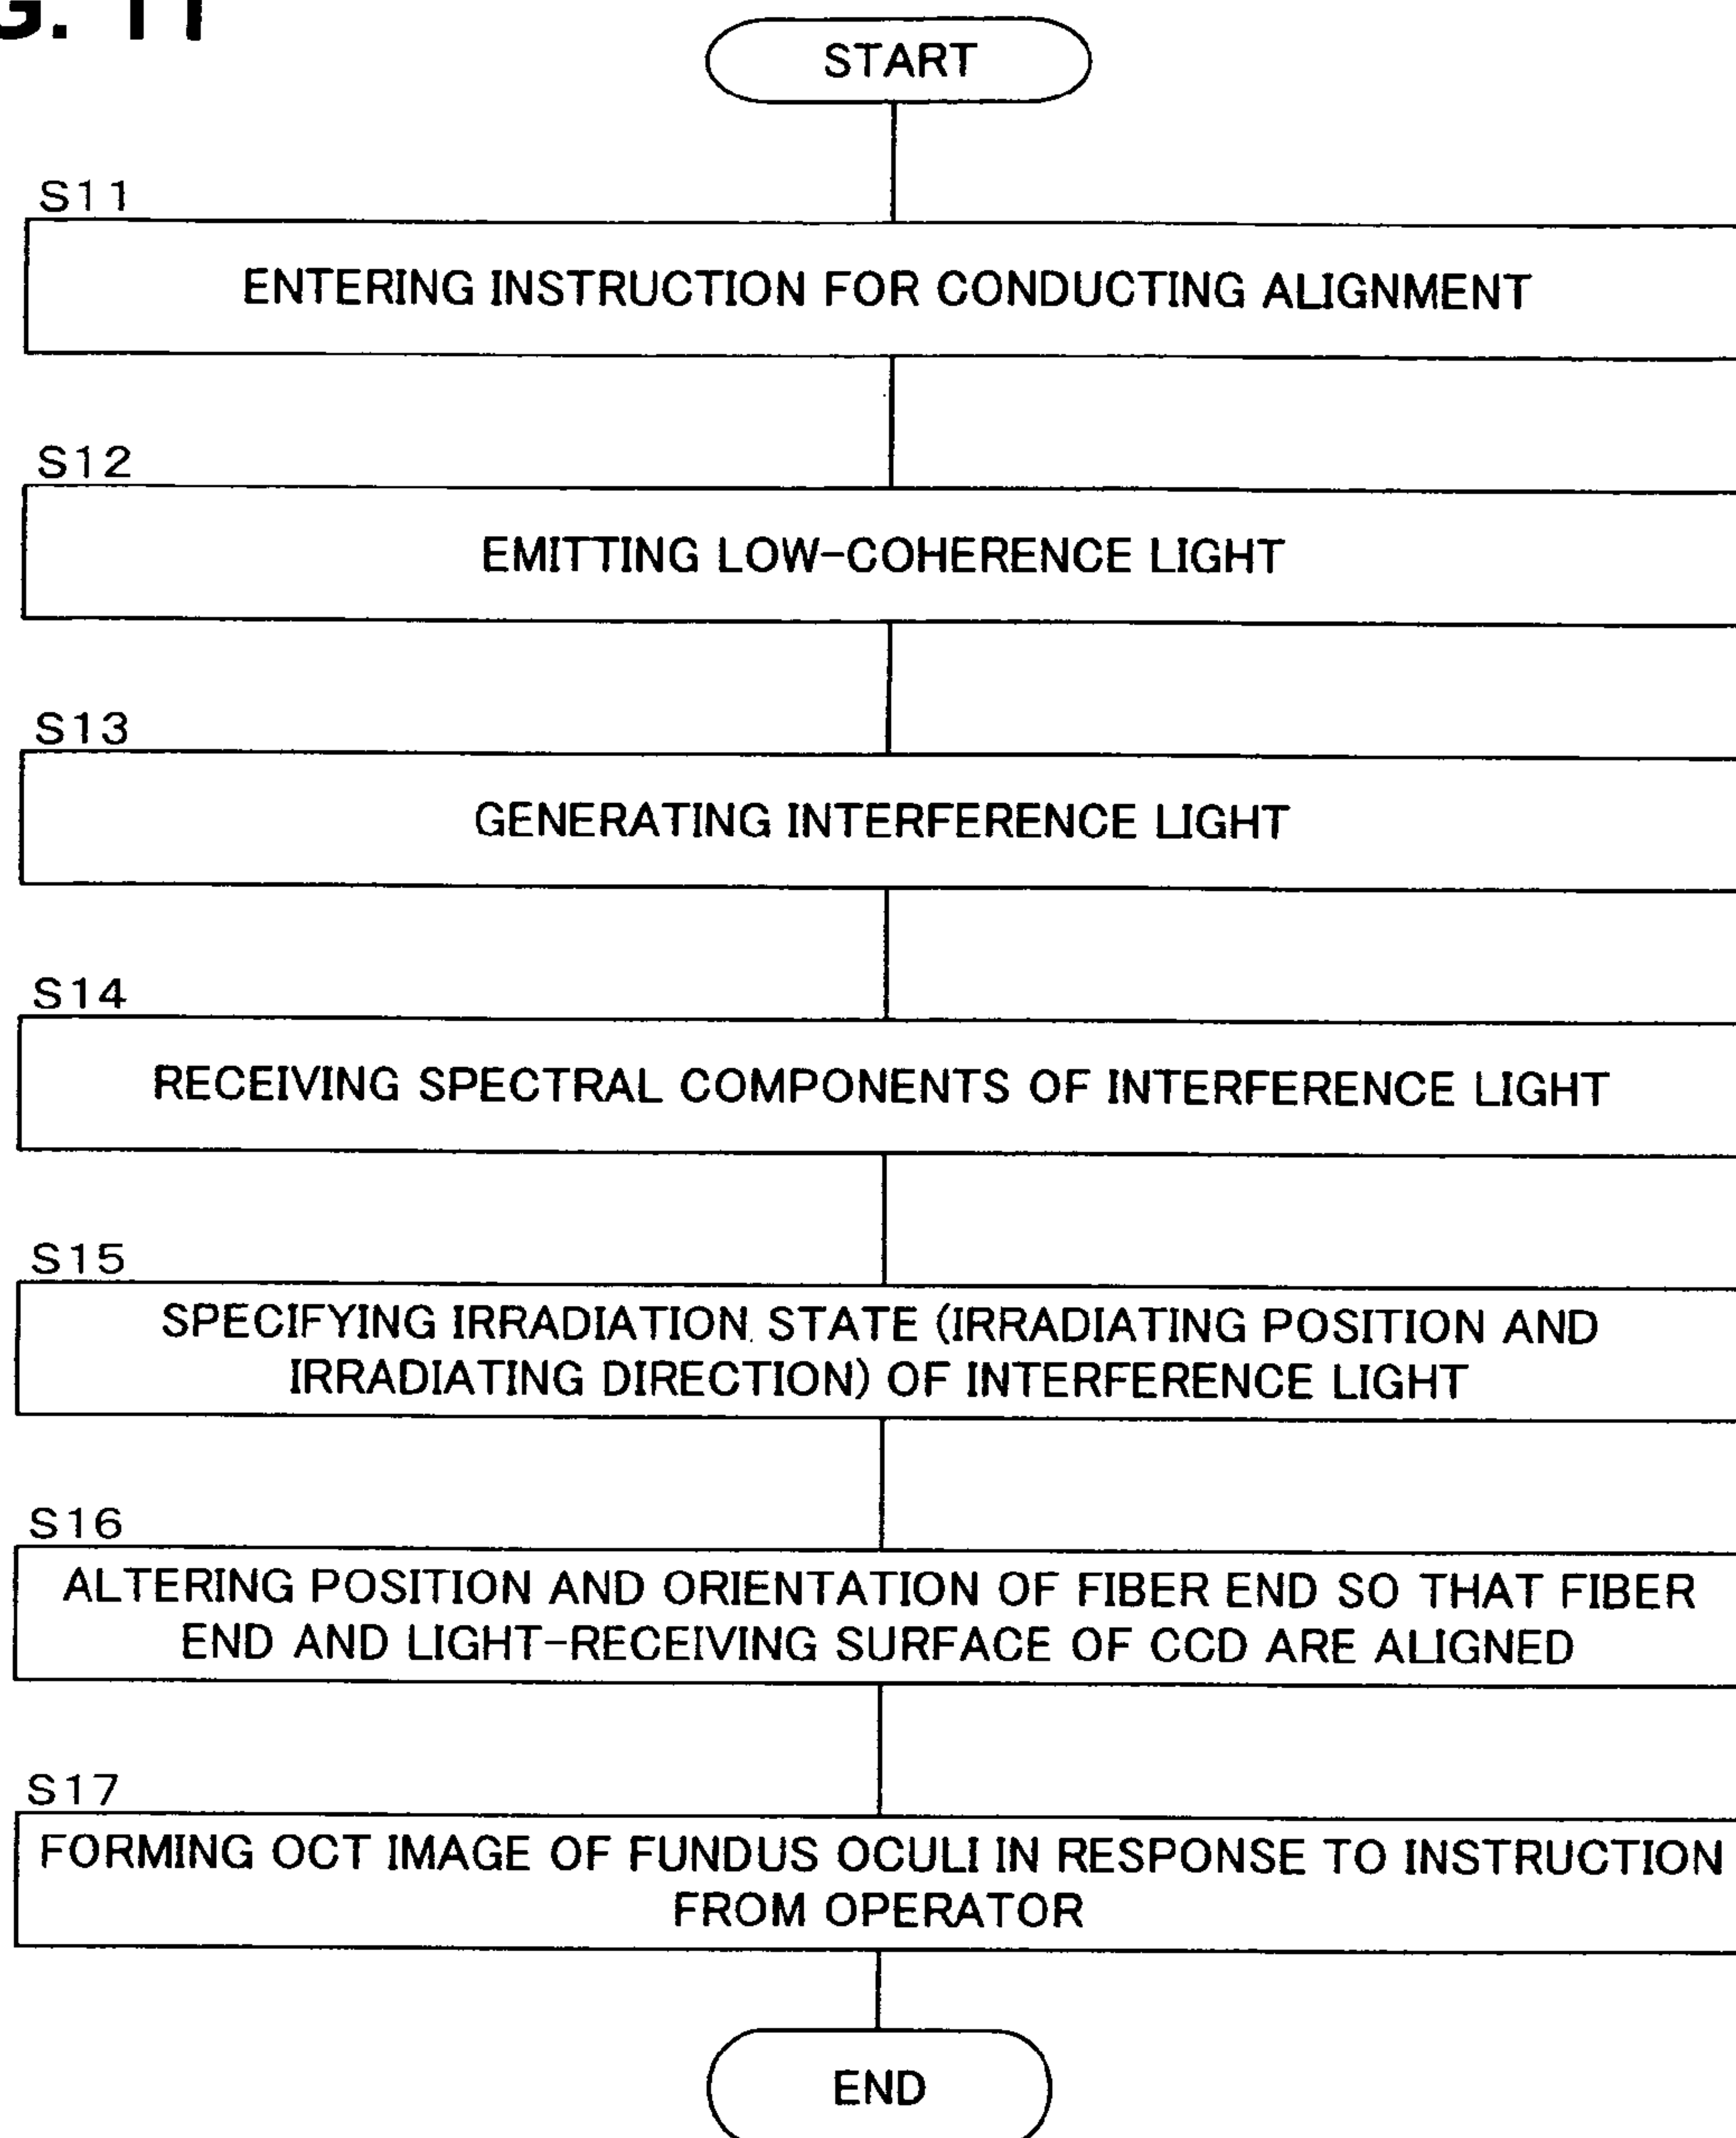 G. 11
START
S11
ENTERING INSTRUCTION FOR CONDUCTING ALIGNMENT
S12
EMITTING LOW-COHERENCE LIGHT
S13
GENERATING INTERFERENCE LIGHT
S14
RECEIVING SPECTRAL COMPONENTS OF INTERFERENCE LIGHT
S15
SPECIFYING IRRADIATION STATE (IRRADIATING POSITION AND
IRRADIATING DIRECTION) OF INTERFERENCE LIGHT
S16
ALTERING POSITION AND ORIENTATION OF FIBER END SO THAT FIBER
END AND LIGHT-RECEIVING SURFACE OF CCD ARE ALIGNED
S17
FORMING OCT IMAGE OF FUNDUS OCULI IN RESPONSE TO INSTRUCTION
FROM OPERATOR
END